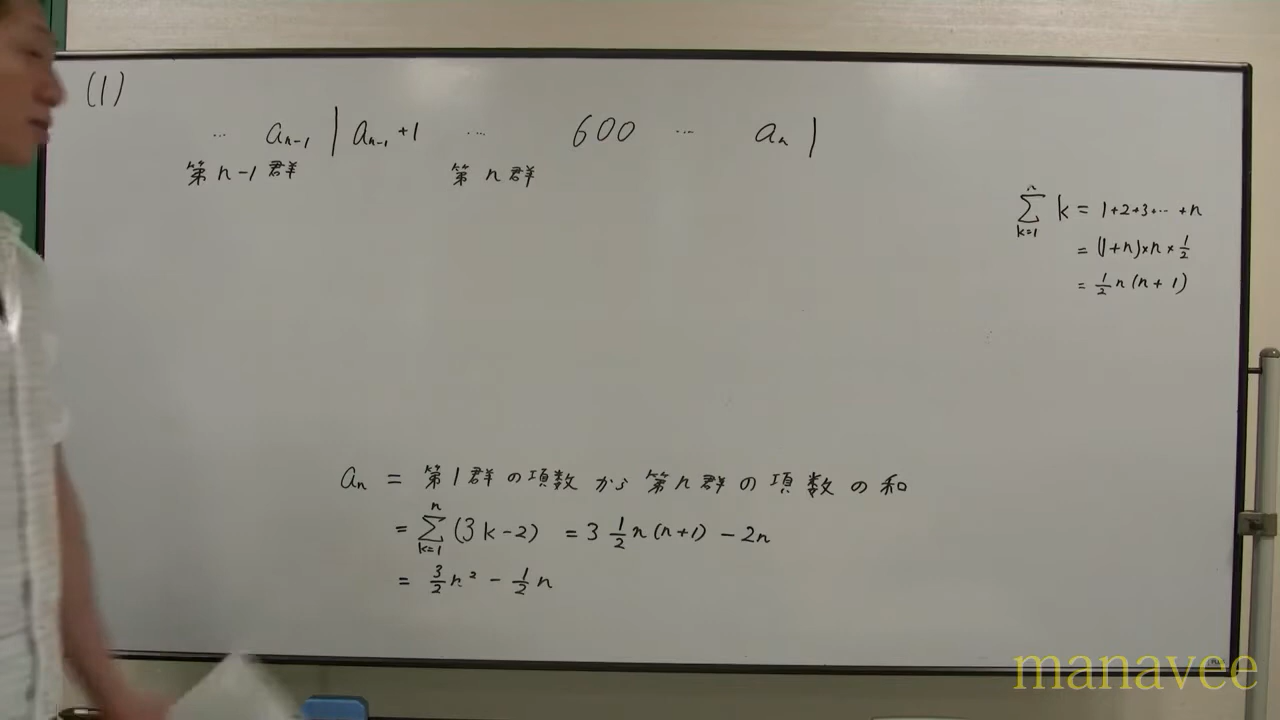 (1)
… aₙ₋₁ | aₙ₋₁ +1 … 600 … aₙ |
第 n-1 群 第 n 群
n
∑ k = 1+2+3+… +n
k=1
= (1+n)×n×1/2
= 1/2 n (n + 1)
aₙ = 第1群の項数から第n群の項数の和
n
= ∑ (3k-2) = 3 1/2 n (n+1) - 2n
k=1
= 3/2 n² - 1/2 n
manavee